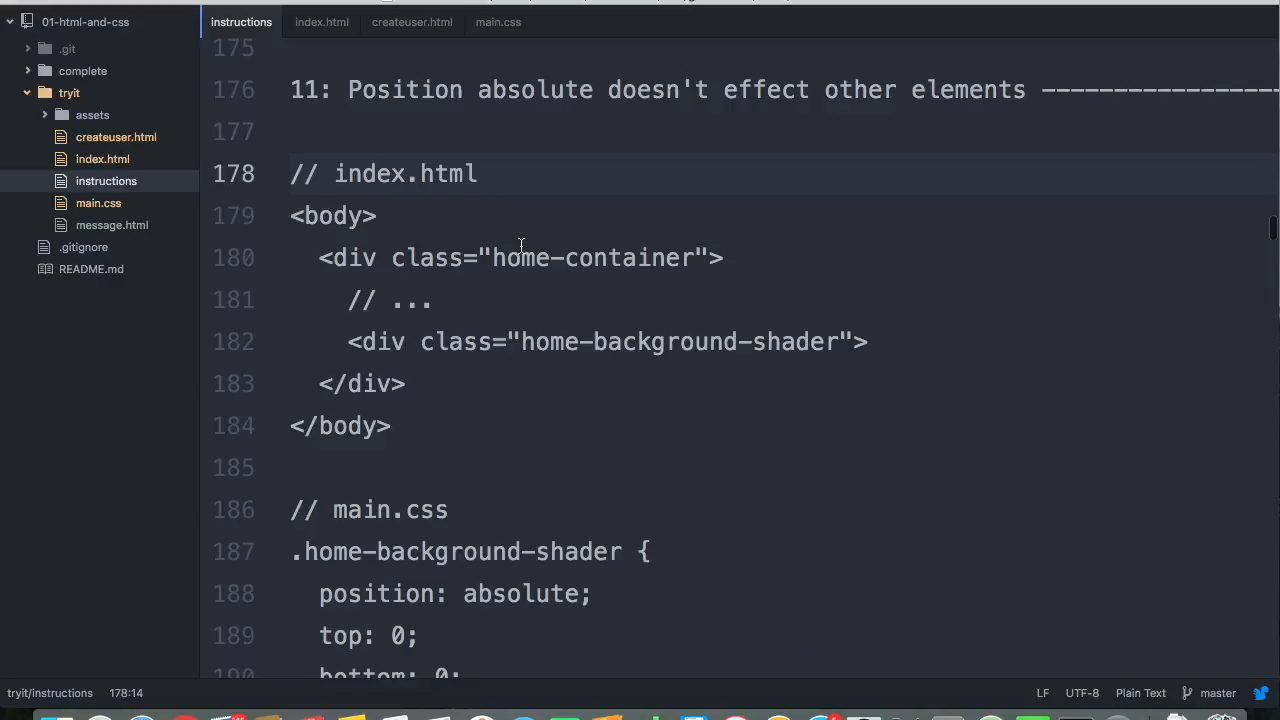 01-html-and-css
instructions
index.html
createuser.html
main.css
.git
complete
tryit
assets
createuser.html
index.html
instructions
main.css
message.html
.gitignore
README.md
175
176 11: Position absolute doesn't effect other elements -----------------
177
178 // index.html
179 <body>
180 <div class="home-container">
181 // ...
182 <div class="home-background-shader">
183 </div>
184 </body>
185
186 // main.css
187 .home-background-shader {
188 position: absolute;
189 top: 0;
190 bottom: 0;
tryit/instructions 178:14 LF UTF-8 Plain Text master